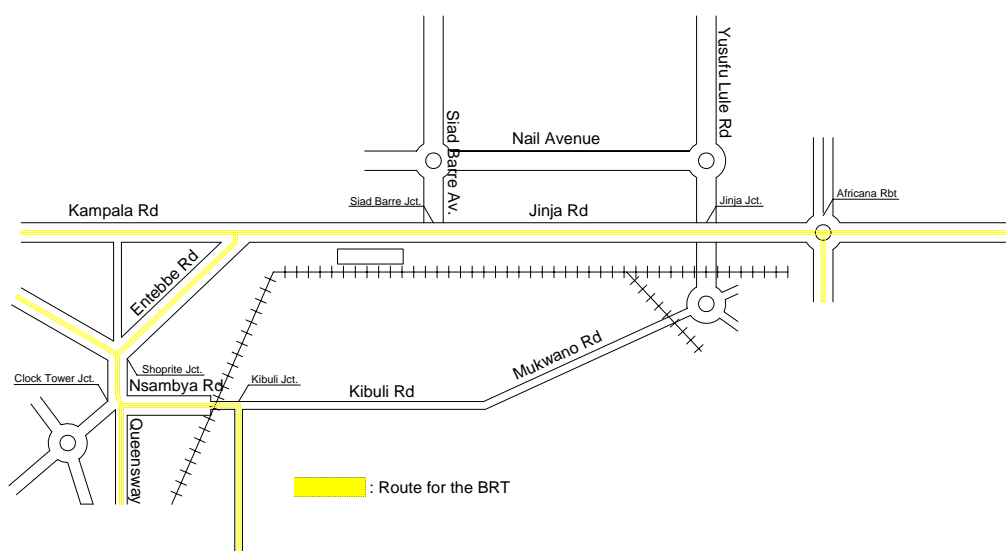 Siad Barre Av.
Yusufu Lule Rd
Nail Avenue
Kampala Rd
Siad Barre Jct.
Jinja Rd
Jinja Jct.
Africana Rbt
Entebbe Rd
Mukwano Rd
Clock Tower Jct.
Shoprite Jct.
Nsambya Rd
Kibuli Jct.
Kibuli Rd
Queensway
: Route for the BRT